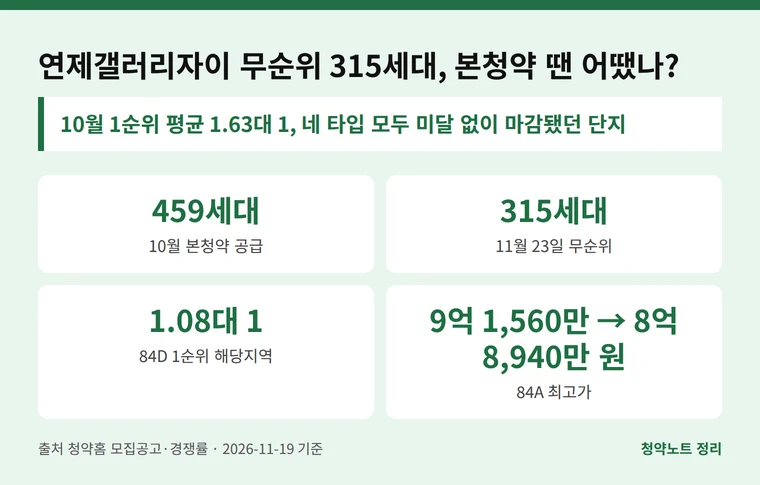 연제갤러리자이 무순위 315세대, 본청약 땐 어땠나?
10월 1순위 평균 1.63대 1, 네 타입 모두 미달 없이 마감됐던 단지
459세대
10월 본청약 공급
315세대
11월 23일 무순위
1.08대 1
84D 1순위 해당지역
9억 1,560만 → 8억
8,940만 원
84A 최고가
출처 청약홈 모집공고·경쟁률 · 2026-11-19 기준
청약노트 정리